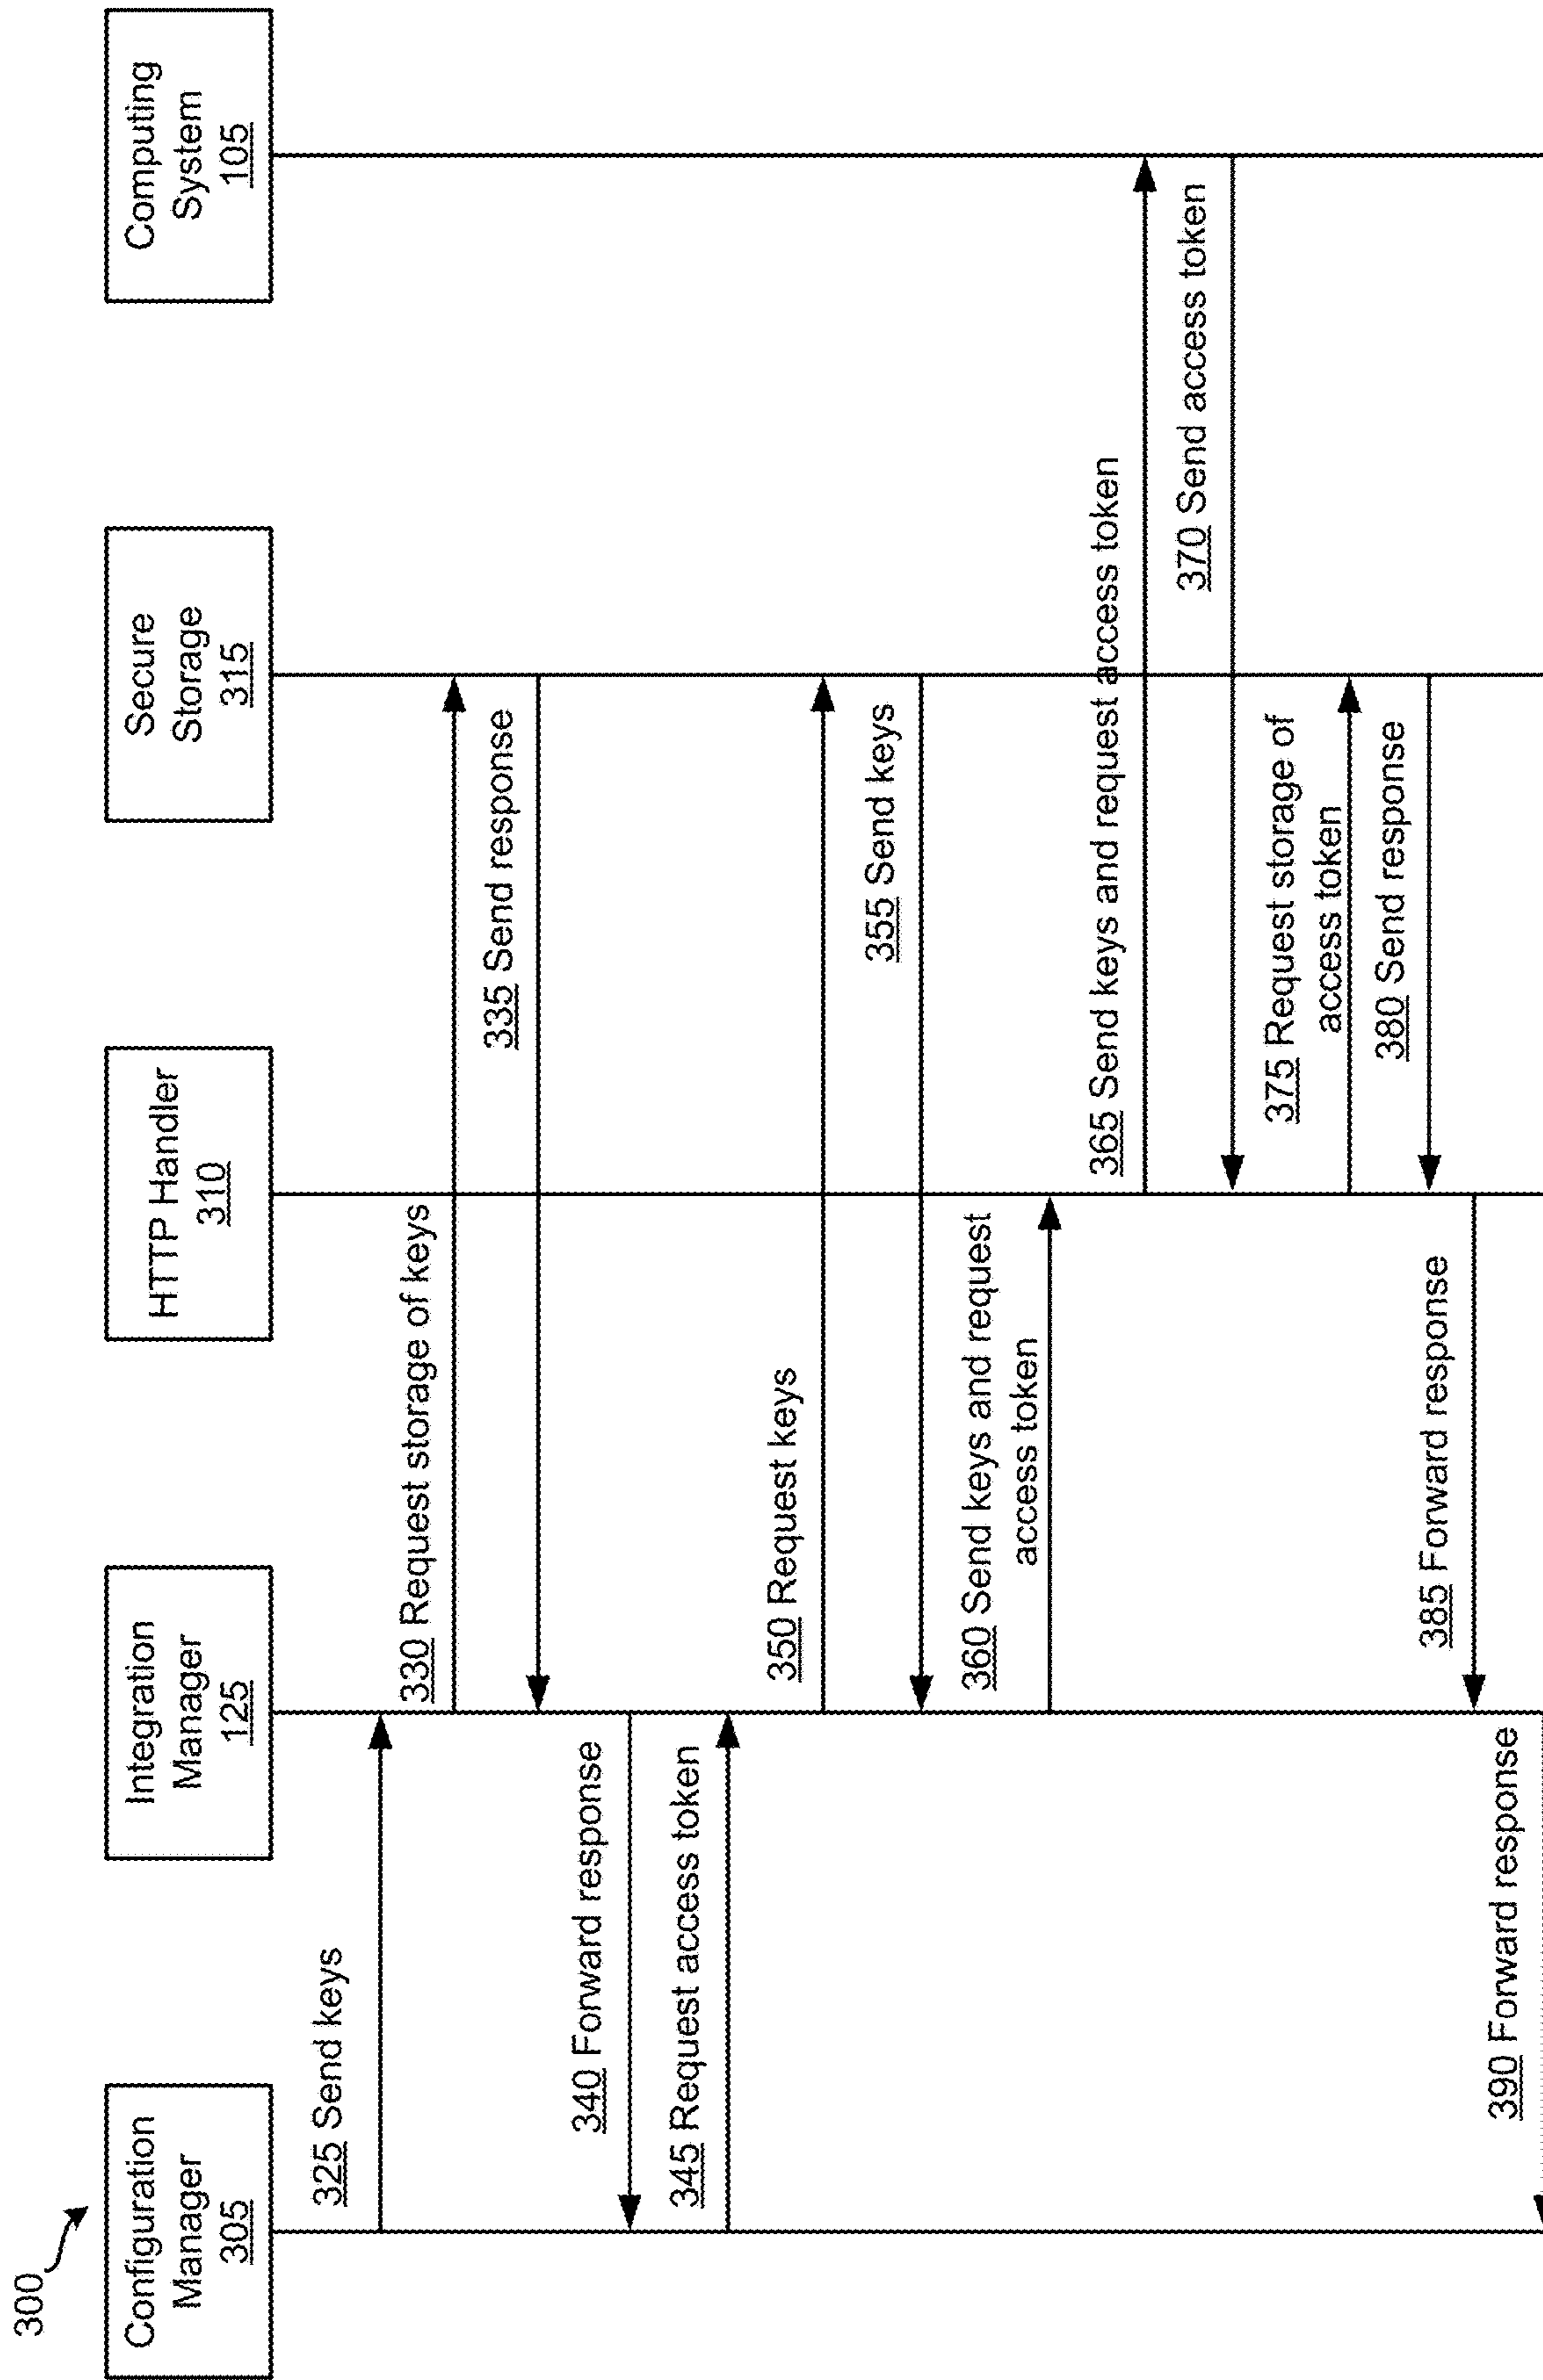 300
Configuration
Manager
305
Integration
Manager
125
HTTP Handler
310
Secure
Storage
315
Computing
System
105
325 Send keys
330 Request storage of keys
335 Send response
340 Forward response
345 Request access token
350 Request keys
355 Send keys
360 Send keys and request
access token
365 Send keys and request access token
370 Send access token
375 Request storage of
access token
380 Send response
385 Forward response
390 Forward response